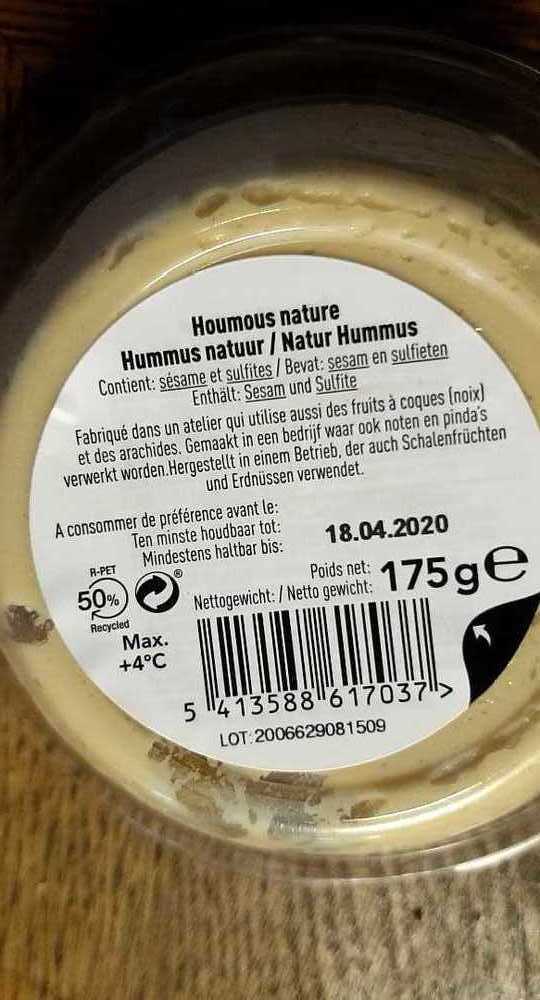 Houmous nature
Hummus natuur / Natur Hummus
Contient: sésame et sulfites / Bevat: sesam en sulfieten
Enthält: Sesam und Sulfite
Fabriqué dans un atelier qui utilise aussi des fruits à coques (noix)
et des arachides. Gemaakt in een bedrijf waar ook noten en pinda's
verwerkt worden.Hergestellt in einem Betrieb, der auch Schalenfrüchten
und Erdnüssen verwendet.
A consommer de préférence avant le:
Ten minste houdbaar tot:
Mindestens haltbar bis:
18.04.2020
R-PET
50%
Recycled
®
Poids net:
Nettogewicht: / Netto gewicht:
175g e
Max.
+4°C
5 413588 617037 >
LOT:2006629081509